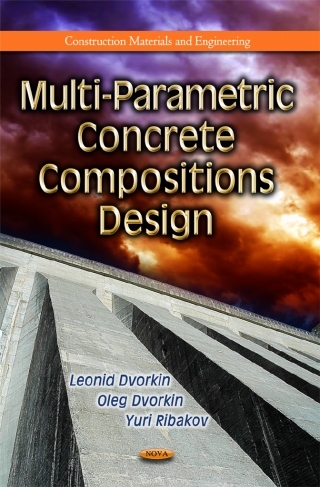 Construction Materials and Engineering
Multi-Parametric
Concrete
Compositions
Design
Leonid Dvorkin
Oleg Dvorkin
Yuri Ribakov
NOVA